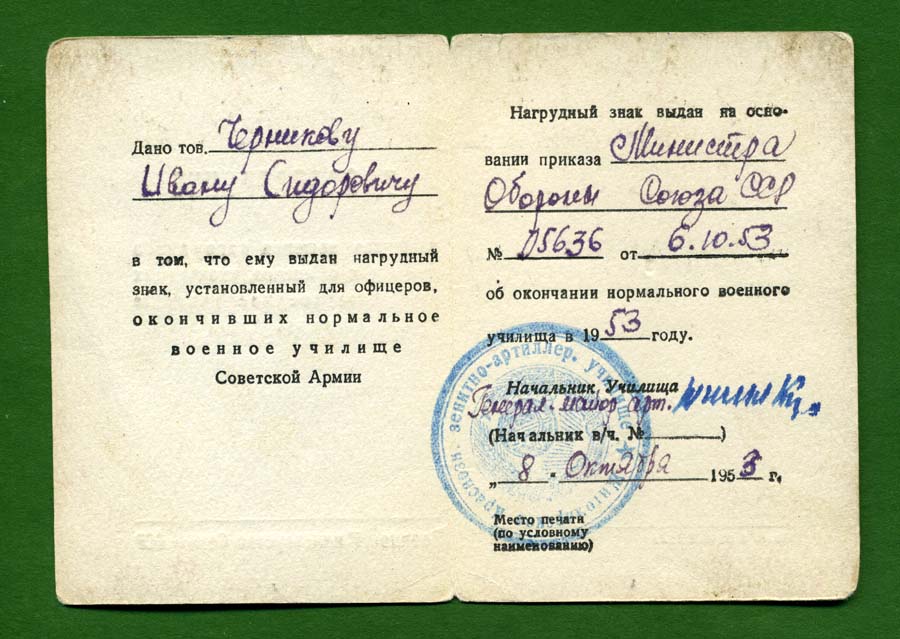 Дано тов. Черникову
Ивану Сидоровичу
в том, что ему выдан нагрудный
знак, установленный для офицеров,
окончивших нормальное
военное училище
Советской Армии
Нагрудный знак выдан на осно-
вании приказа Министра
Обороны Союза ССР
№ 05636 от 6.10.53
об окончании нормального военного
училища в 1953 году.
Начальник Училища
Генерал-майор арт.
(Начальник в/ч. № )
„ 8 - Октября 1953 г.
Место печати
(по условному
наименованию)
зенитно-артиллер. училище